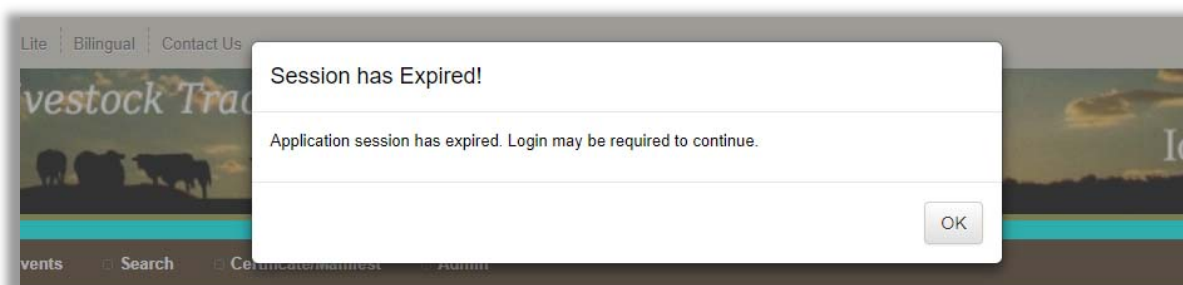 Lite Bilingual Contact Us
Session has Expired!
vestock Trac
Application session has expired. Login may be required to continue.
OK
vents Search Certificate/Manifest Admin